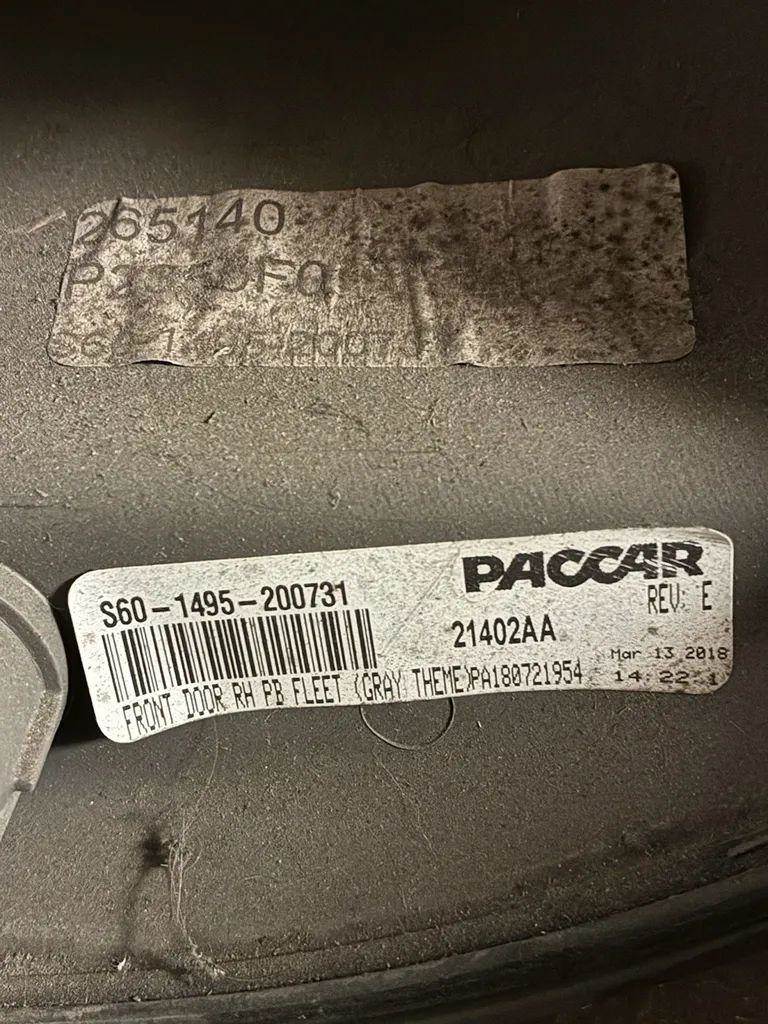 265140
PACCAR
S60-1495-200731
REV: E
21402AA
Mar 13 2018
FRONT DOOR RH PB FLEET (GRAY THEME)PA180721954
14:22:1